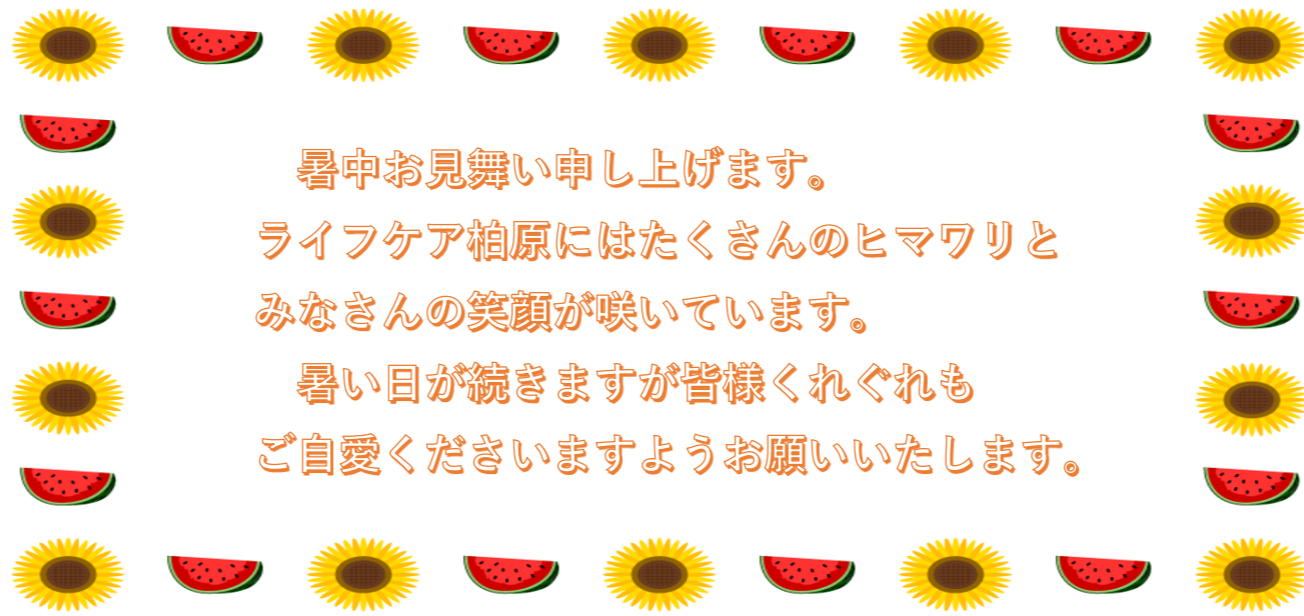 暑中お見舞い申し上げます。
ライフケア柏原にはたくさんのヒマワリと
みなさんの笑顔が咲いています。
暑い日が続きますが皆様くれぐれも
ご自愛くださいますようお願いいたします。